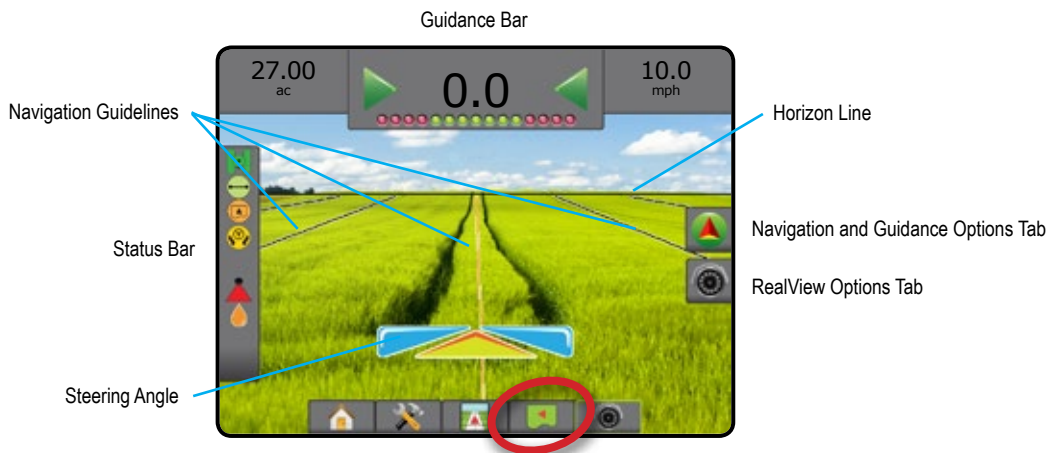 Guidance Bar
27.00
ac
0.0
10.0
mph
Navigation Guidelines
Horizon Line
Status Bar
Navigation and Guidance Options Tab
RealView Options Tab
Steering Angle